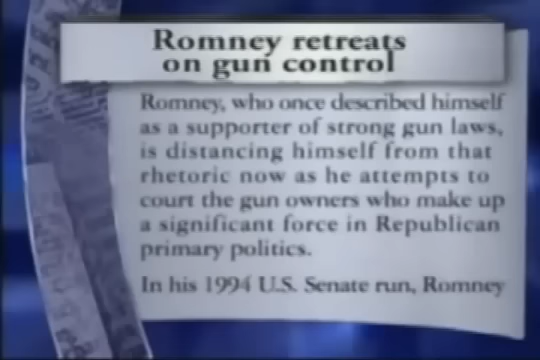 Romney retreats
on gun control
Romney, who once described himself
as a supporter of strong gun laws,
is distancing himself from that
rhetoric now as he attempts to
court the gun owners who make up
a significant force in Republican
primary politics.
In his 1994 U.S. Senate run, Romney